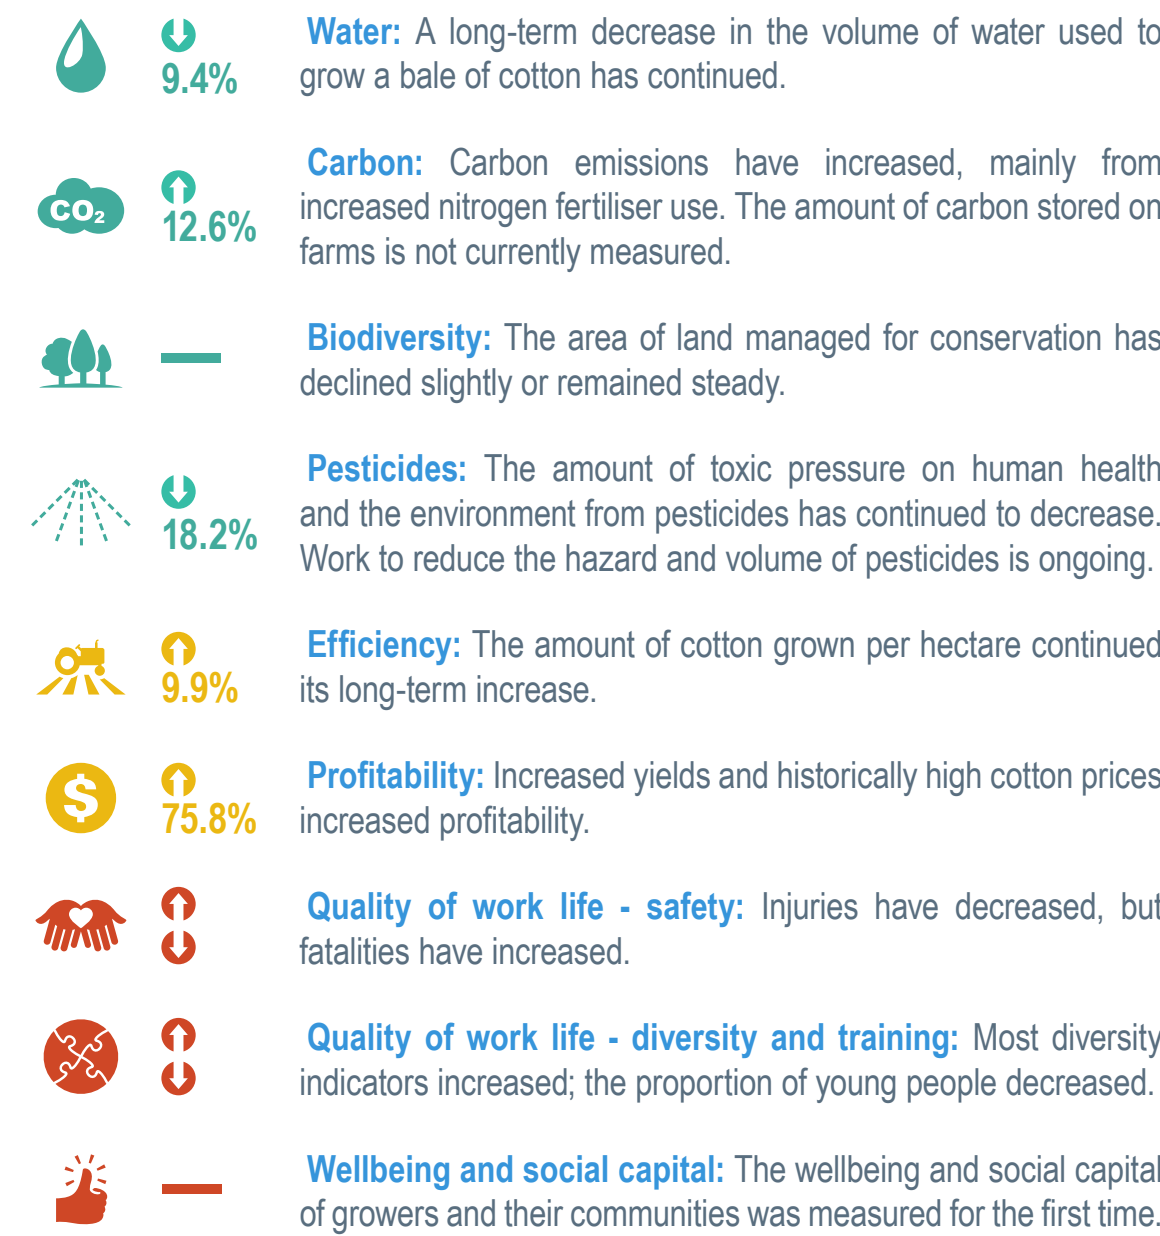 Water: A long-term decrease in the volume of water used to
9.4%
grow a bale of cotton has continued.
Carbon: Carbon emissions have increased, mainly from
CO2
12.6%
increased nitrogen fertiliser use. The amount of carbon stored on
farms is not currently measured.
Biodiversity: The area of land managed for conservation has
declined slightly or remained steady.
Pesticides: The amount of toxic pressure on human health
and the environment from pesticides has continued to decrease.
18.2%
Work to reduce the hazard and volume of pesticides is ongoing.
Efficiency: The amount of cotton grown per hectare continued
9.9%
its long-term increase.
Profitability: Increased yields and historically high cotton prices
$
75.8%
increased profitability.
Quality of work life - safety: Injuries have decreased, but
fatalities have increased.
Quality of work life - diversity and training: Most diversity
indicators increased; the proportion of young people decreased.
Wellbeing and social capital: The wellbeing and social capital
of growers and their communities was measured for the first time.